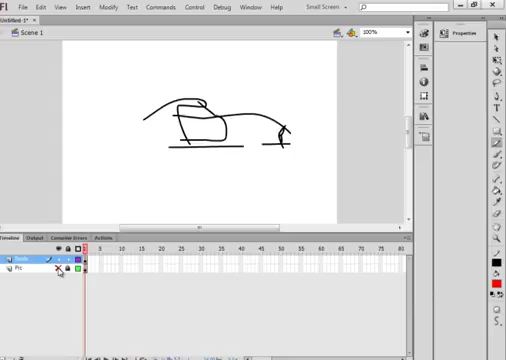 Fl File Edit View Insert Modify Text Commands Control Debug Window Help Small Screen
Untitled-1*
Scene 1 100%
Properties
Timeline Output Compiler Errors Actions
5 10 15 20 25 30 35 40 45 50 55 60 65 70 75 80
Pic